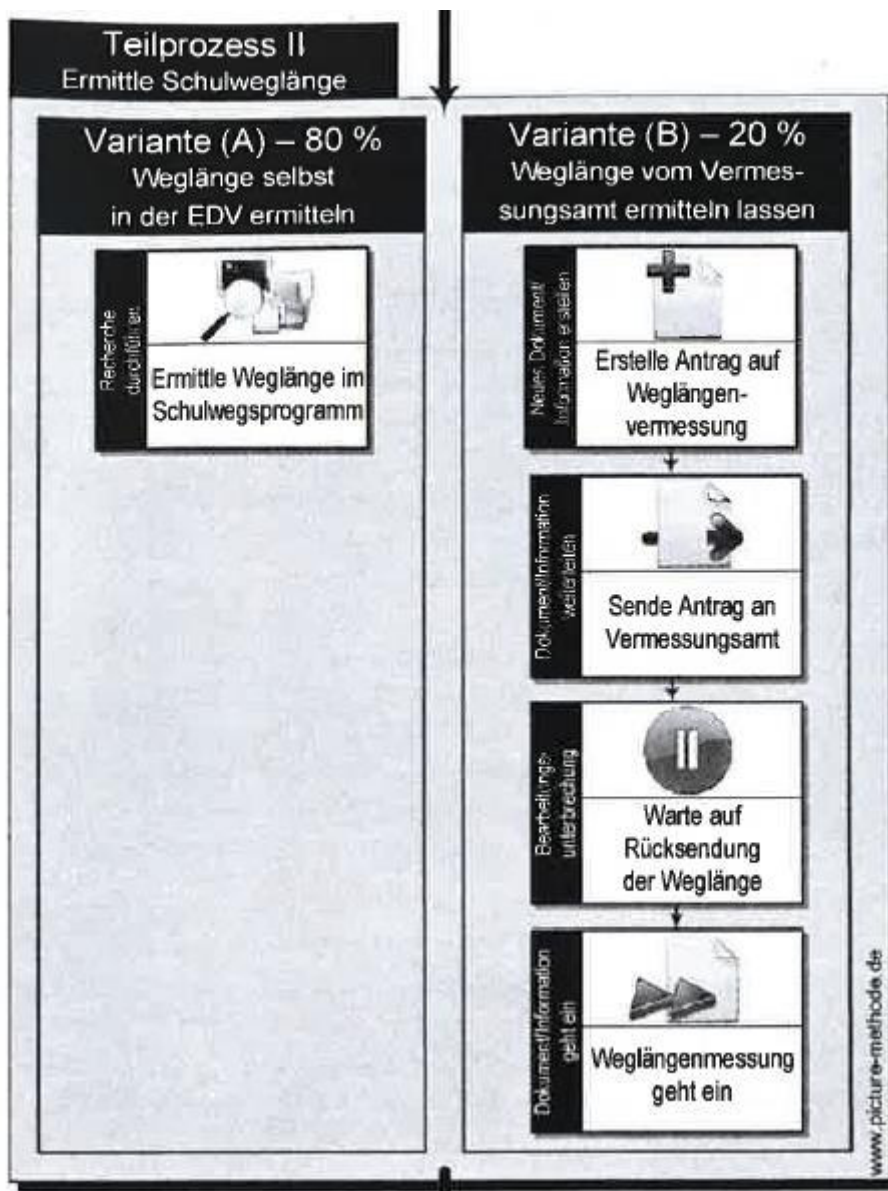 Teilprozess II
Ermittle Schulweglänge
Variante (A) – 80 %
Weglänge selbst
in der EDV ermitteln
Recherche
durchführen
Ermittle Weglänge im
Schulwegsprogramm
Variante (B) – 20 %
Weglänge vom Vermes-
sungsamt ermitteln lassen
Neues Dokument/
Information erstellen
Erstelle Antrag auf
Weglängen-
vermessung
Dokument/Information
weiterleiten
Sende Antrag an
Vermessungsamt
Bearbeitungs-
unterbrechung
Warte auf
Rücksendung
der Weglänge
Dokument/Information
geht ein
Weglängenmessung
geht ein
www.picture-methode.de